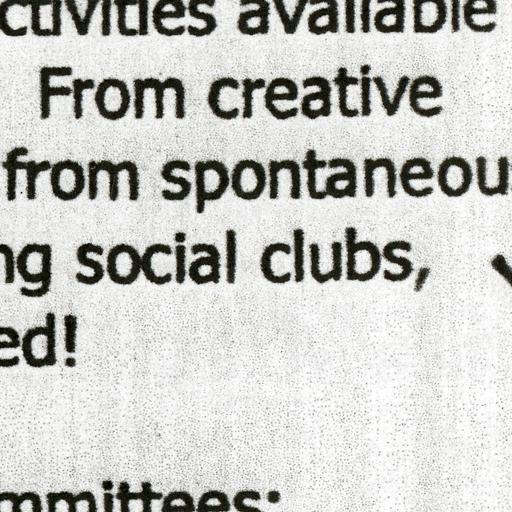 ctivities available
From creative
from spontaneou
ng social clubs,
ed!
mmittees: